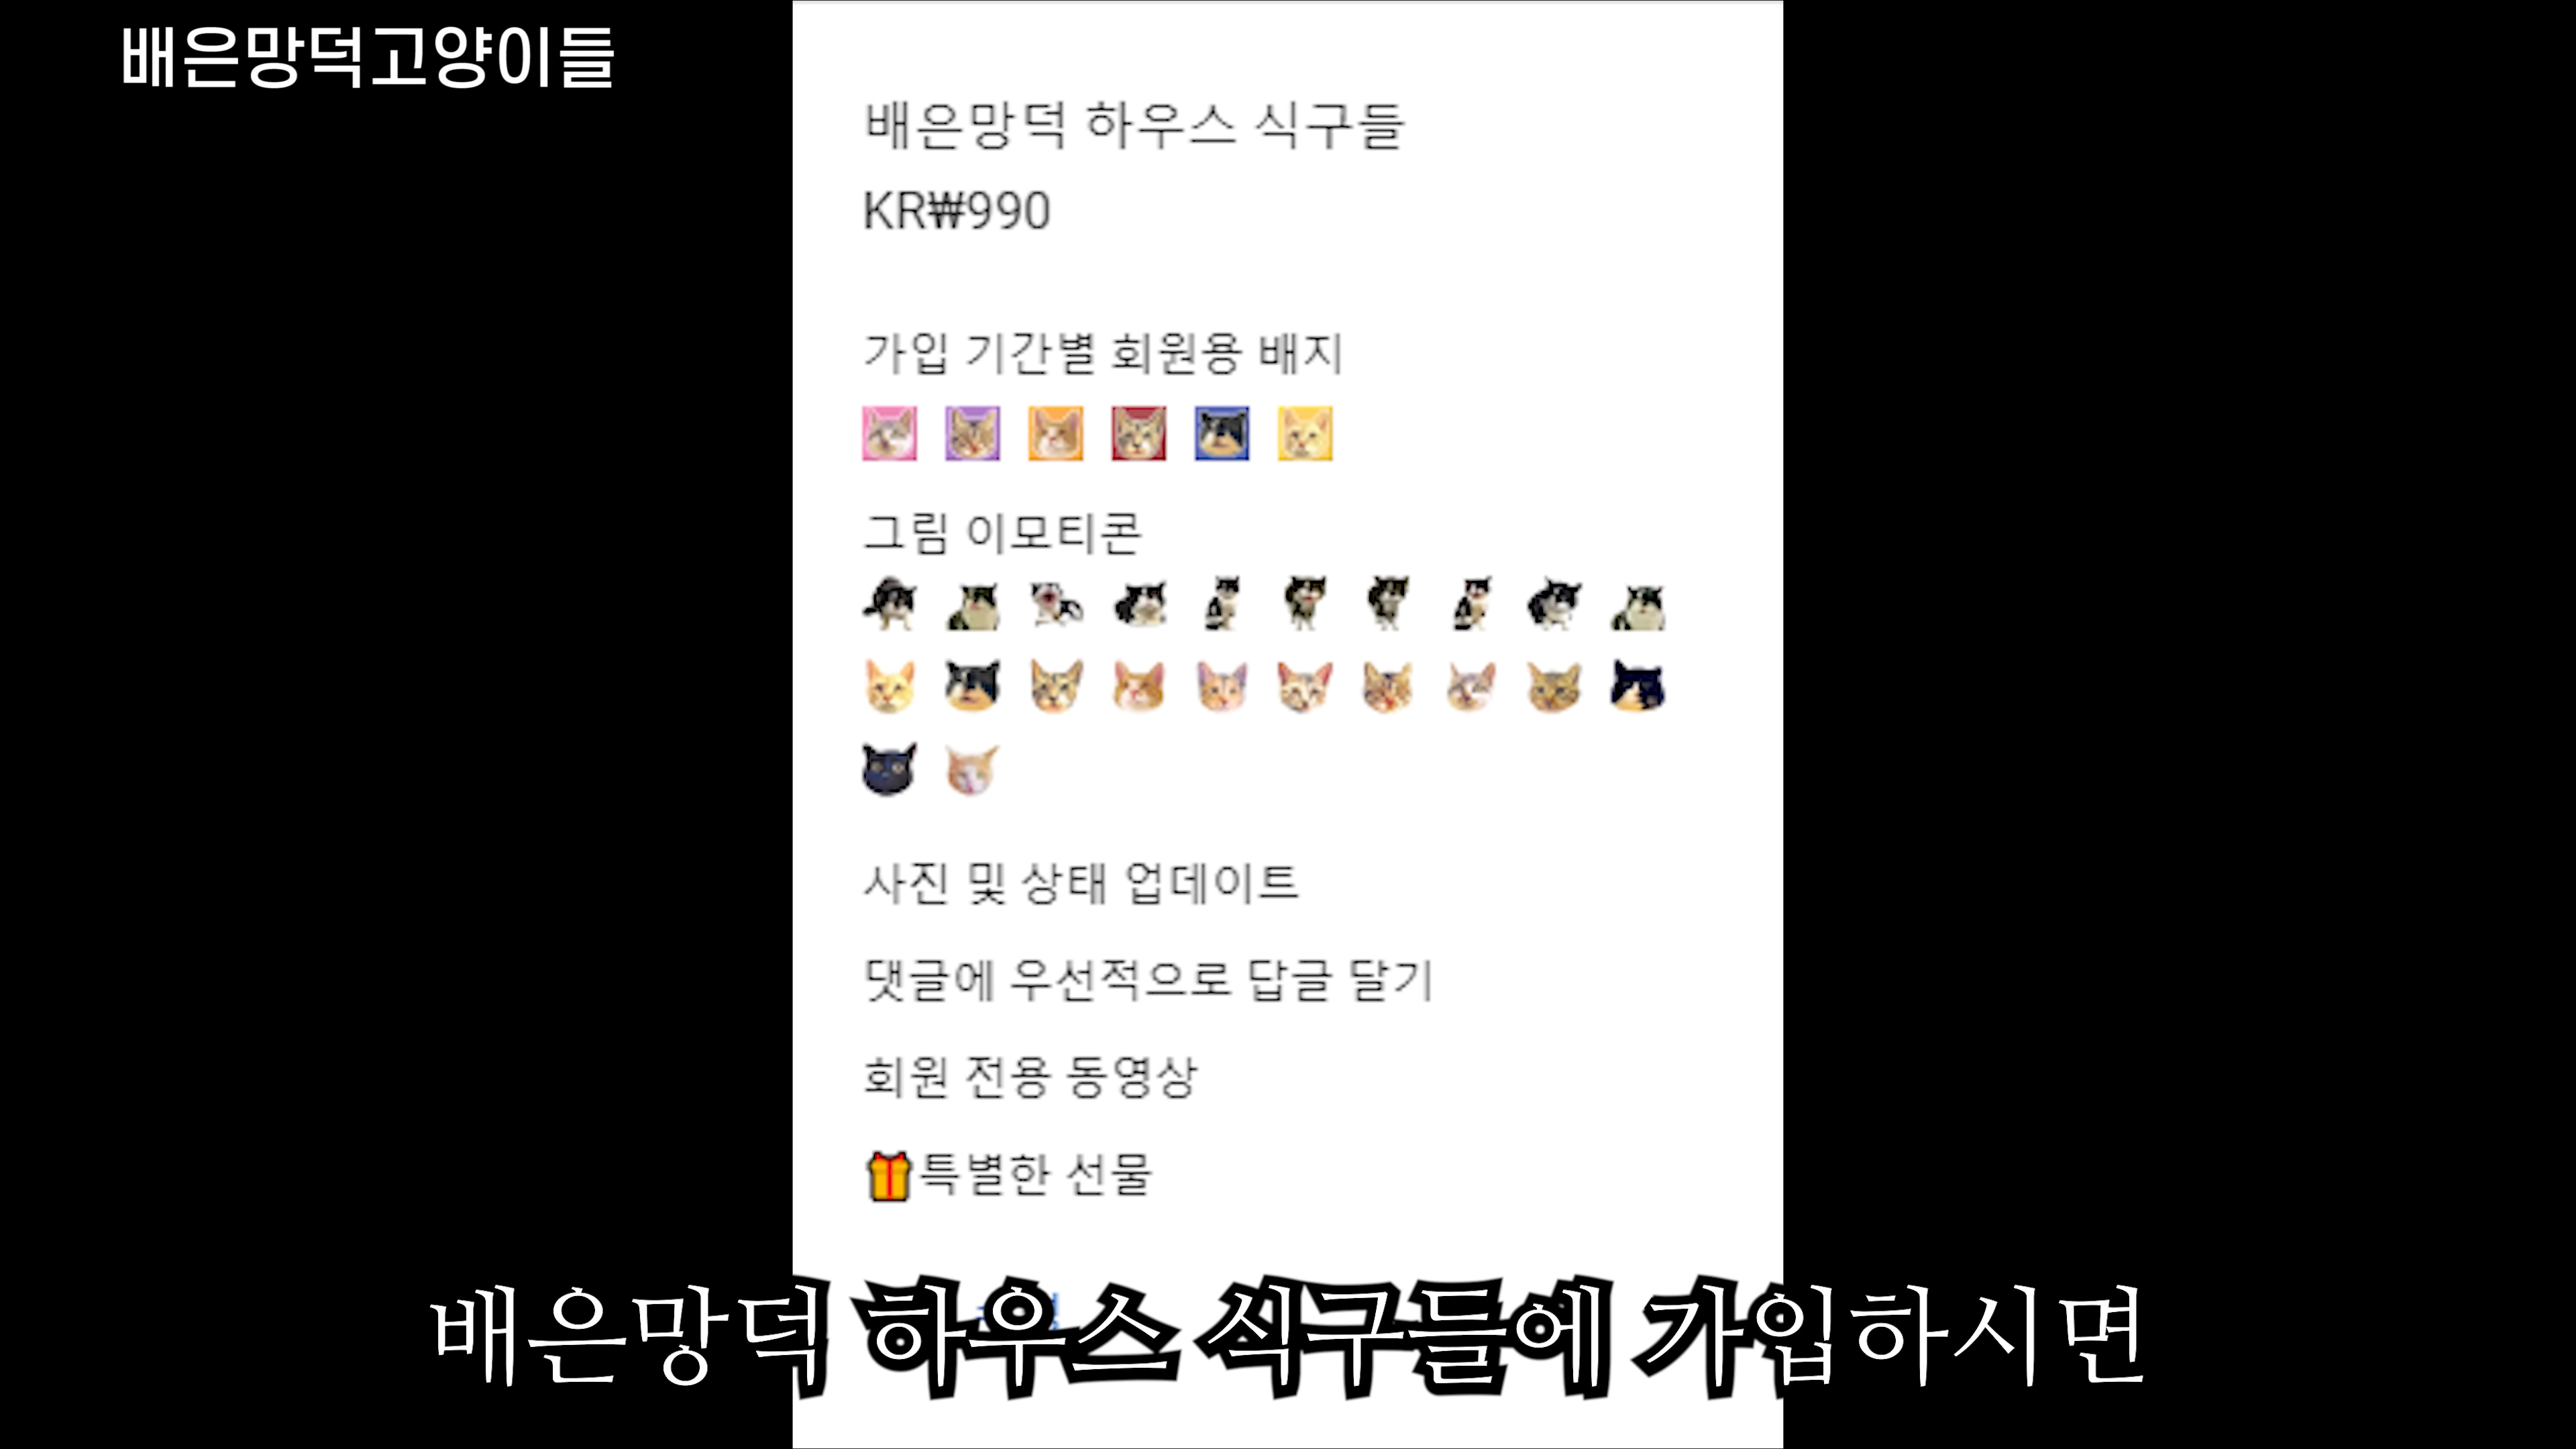 배은망덕고양이들
배은망덕 하우스 식구들
KR₩990
가입 기간별 회원용 배지
그림 이모티콘
사진 및 상태 업데이트
댓글에 우선적으로 답글 달기
회원 전용 동영상
특별한 선물
배은망덕 하우스 식구들에 가입하시면